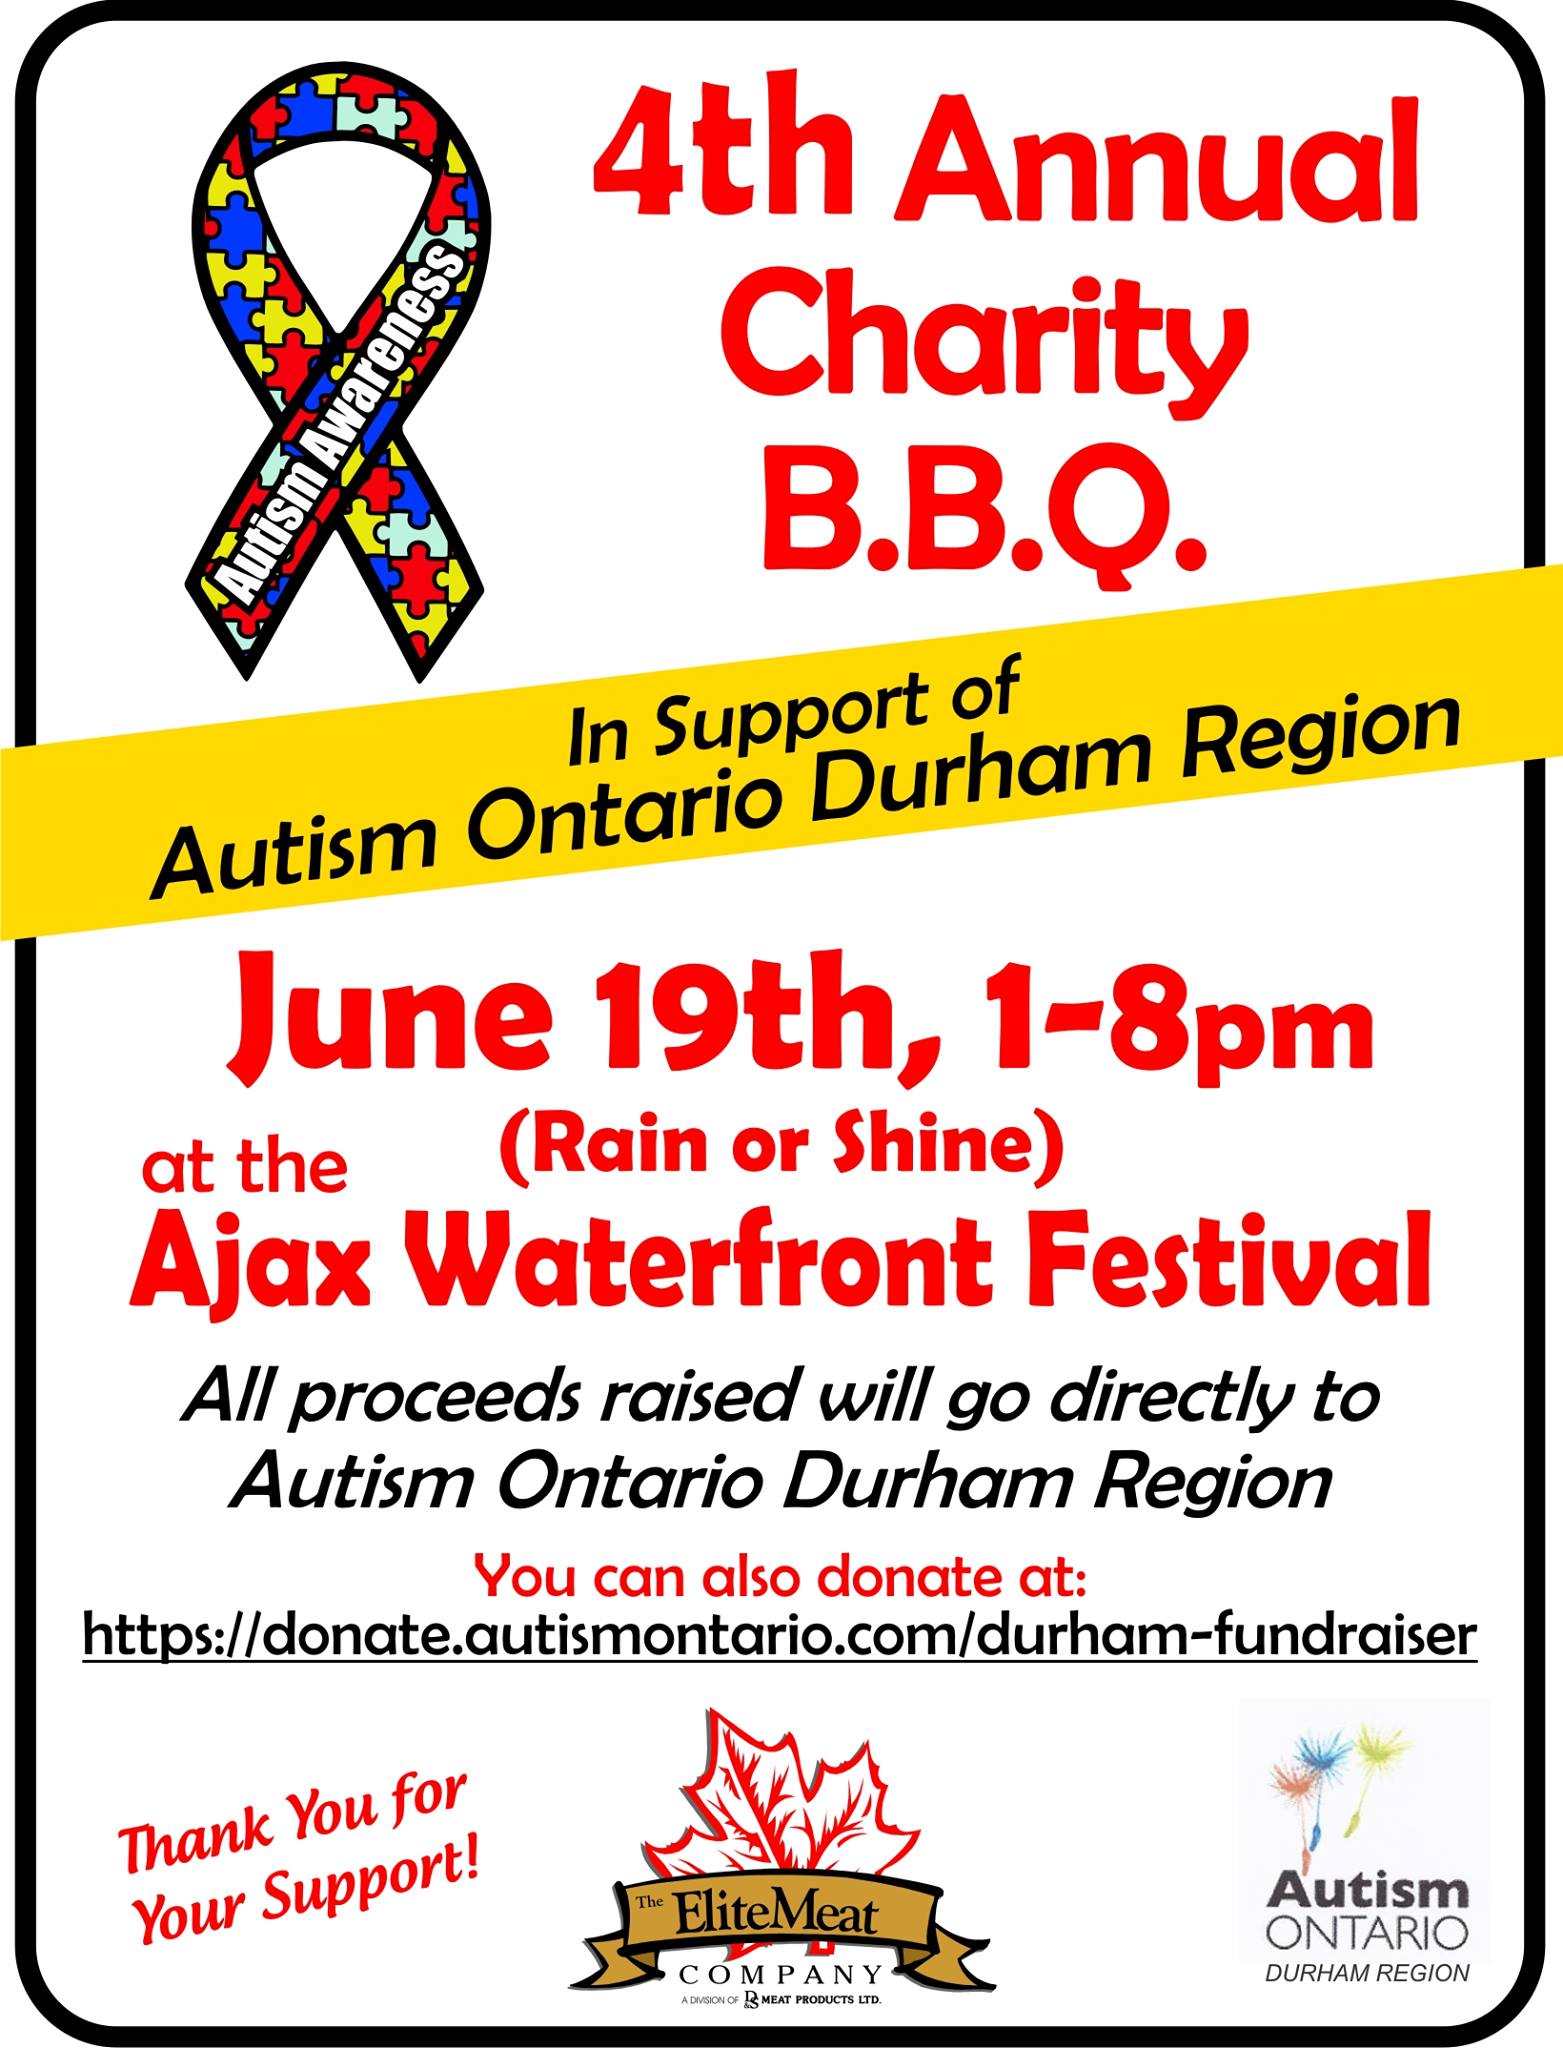 Autism Awareness
4th Annual
Charity
B.B.Q.
In Support of
Autism Ontario Durham Region
June 19th, 1-8pm
(Rain or Shine)
at the
Ajax Waterfront Festival
All proceeds raised will go directly to
Autism Ontario Durham Region
You can also donate at:
https://donate.autismontario.com/durham-fundraiser
Thank You for
Your Support!
The EliteMeat
COMPANY
A DIVISION OF D&S MEAT PRODUCTS LTD.
Autism
ONTARIO
DURHAM REGION